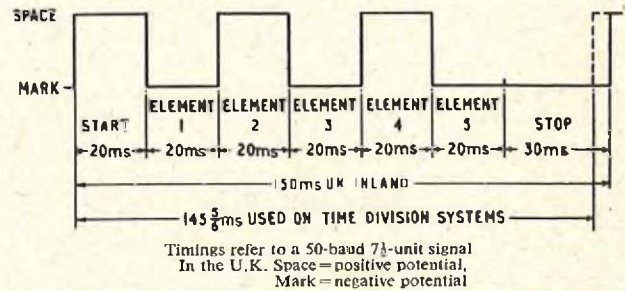 SPACE
MARK
START
ELEMENT 1
ELEMENT 2
ELEMENT 3
ELEMENT 4
ELEMENT 5
STOP
20ms
20ms
20ms
20ms
20ms
20ms
30ms
150ms UK INLAND
145 5/6 ms USED ON TIME DIVISION SYSTEMS
Timings refer to a 50-baud 7½-unit signal
In the U.K. Space=positive potential,
Mark=negative potential